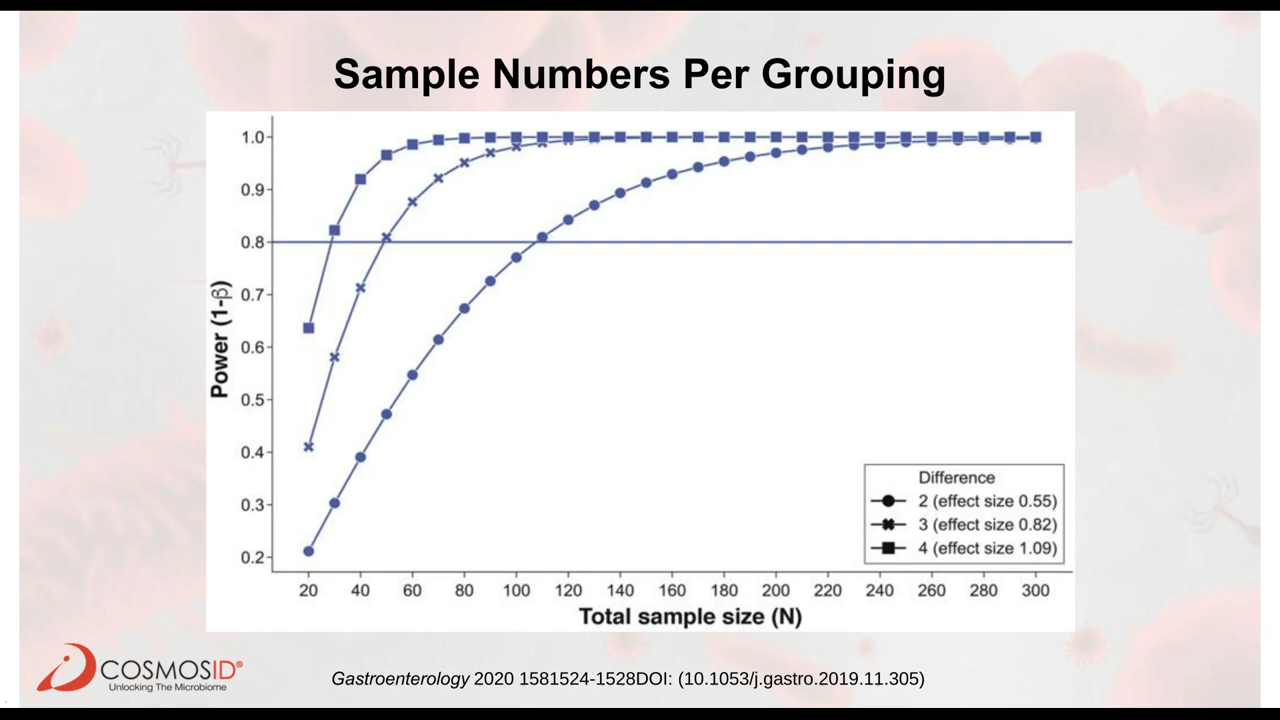 Sample Numbers Per Grouping
1.0
0.9
0.8
0.7
0.6
0.5
0.4
0.3
0.2
Power (1-β)
Difference
2 (effect size 0.55)
3 (effect size 0.82)
4 (effect size 1.09)
20 40 60 80 100 120 140 160 180 200 220 240 260 280 300
Total sample size (N)
COSMOSID®
Unlocking The Microbiome
Gastroenterology 2020 1581524-1528DOI: (10.1053/j.gastro.2019.11.305)